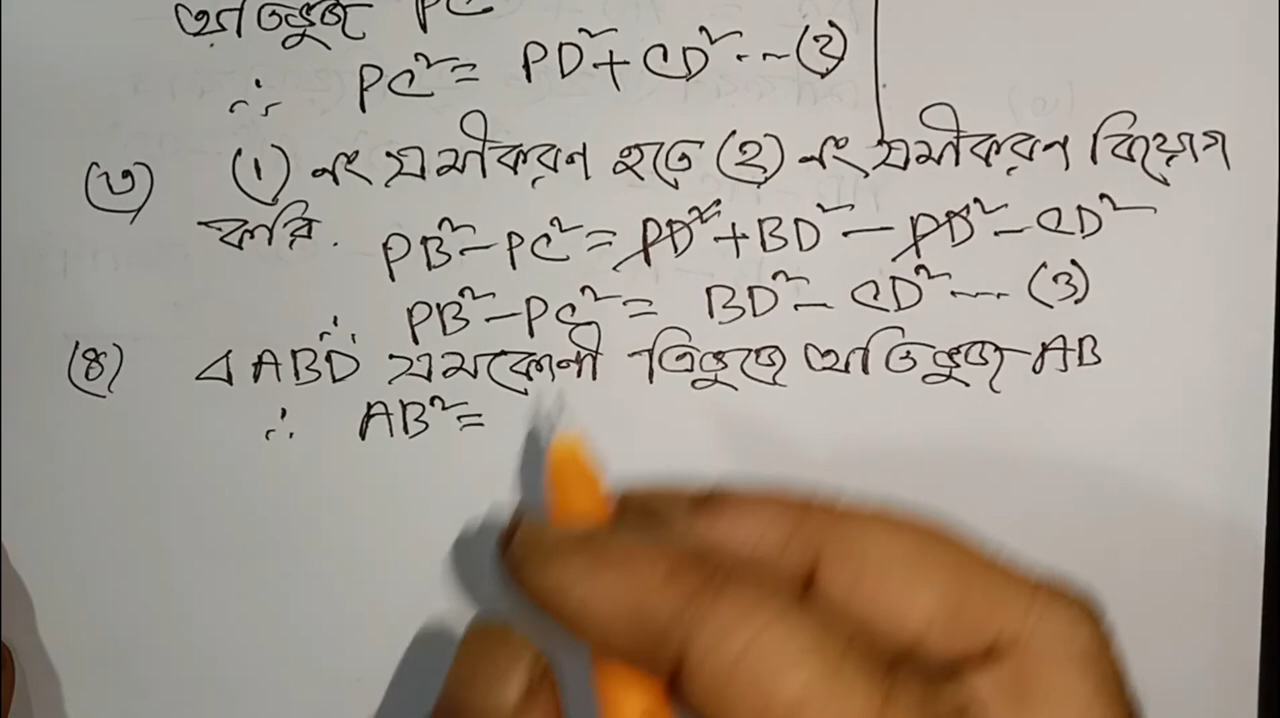 অতিভুজ PC
∴ PC² = PD² + CD² --- (২)
(৩) (১) নং সমীকরণ হতে (২) নং সমীকরণ বিয়োগ
করি. PB² - PC² = PD² + BD² - PD² - CD²
∴ PB² - PC² = BD² - CD² --- (3)
(৪) ⊲ ABD সমকোণী ত্রিভুজে অতিভুজ AB
∴ AB² =